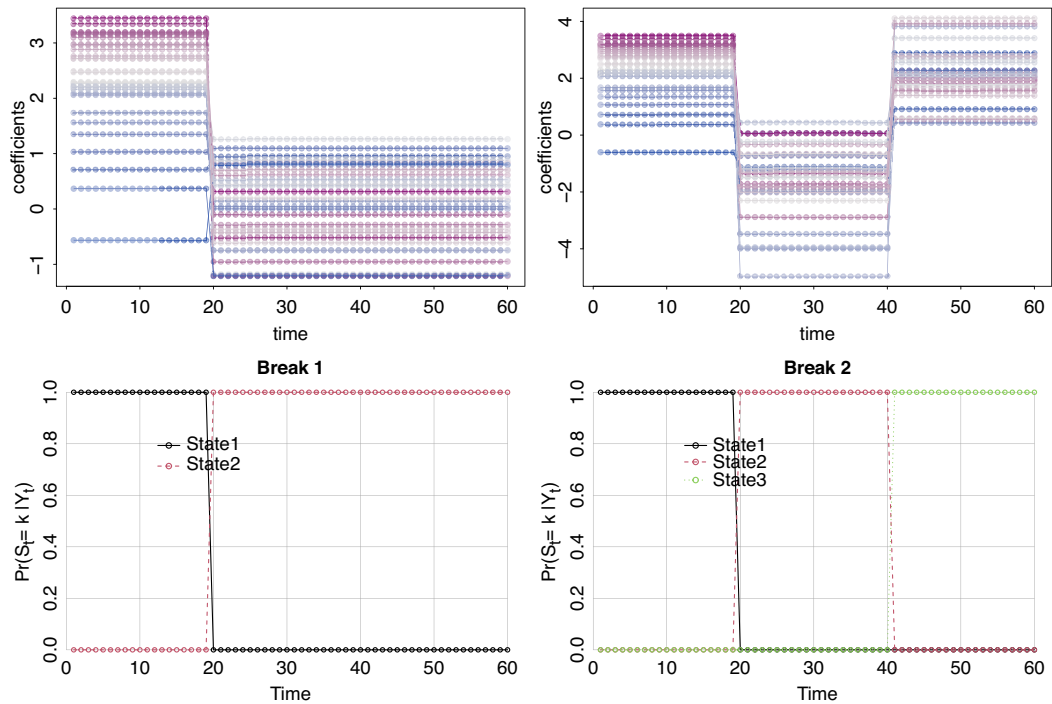 coefficients
3
2
1
0
−1
0 10 20 30 40 50 60
time
coefficients
4
2
0
−2
−4
0 10 20 30 40 50 60
time
Break 1
Pr(St= k | Yt)
1.0
0.8
0.6
0.4
0.2
0.0
State1
State2
0 10 20 30 40 50 60
Time
Break 2
Pr(St= k | Yt)
1.0
0.8
0.6
0.4
0.2
0.0
State1
State2
State3
0 10 20 30 40 50 60
Time